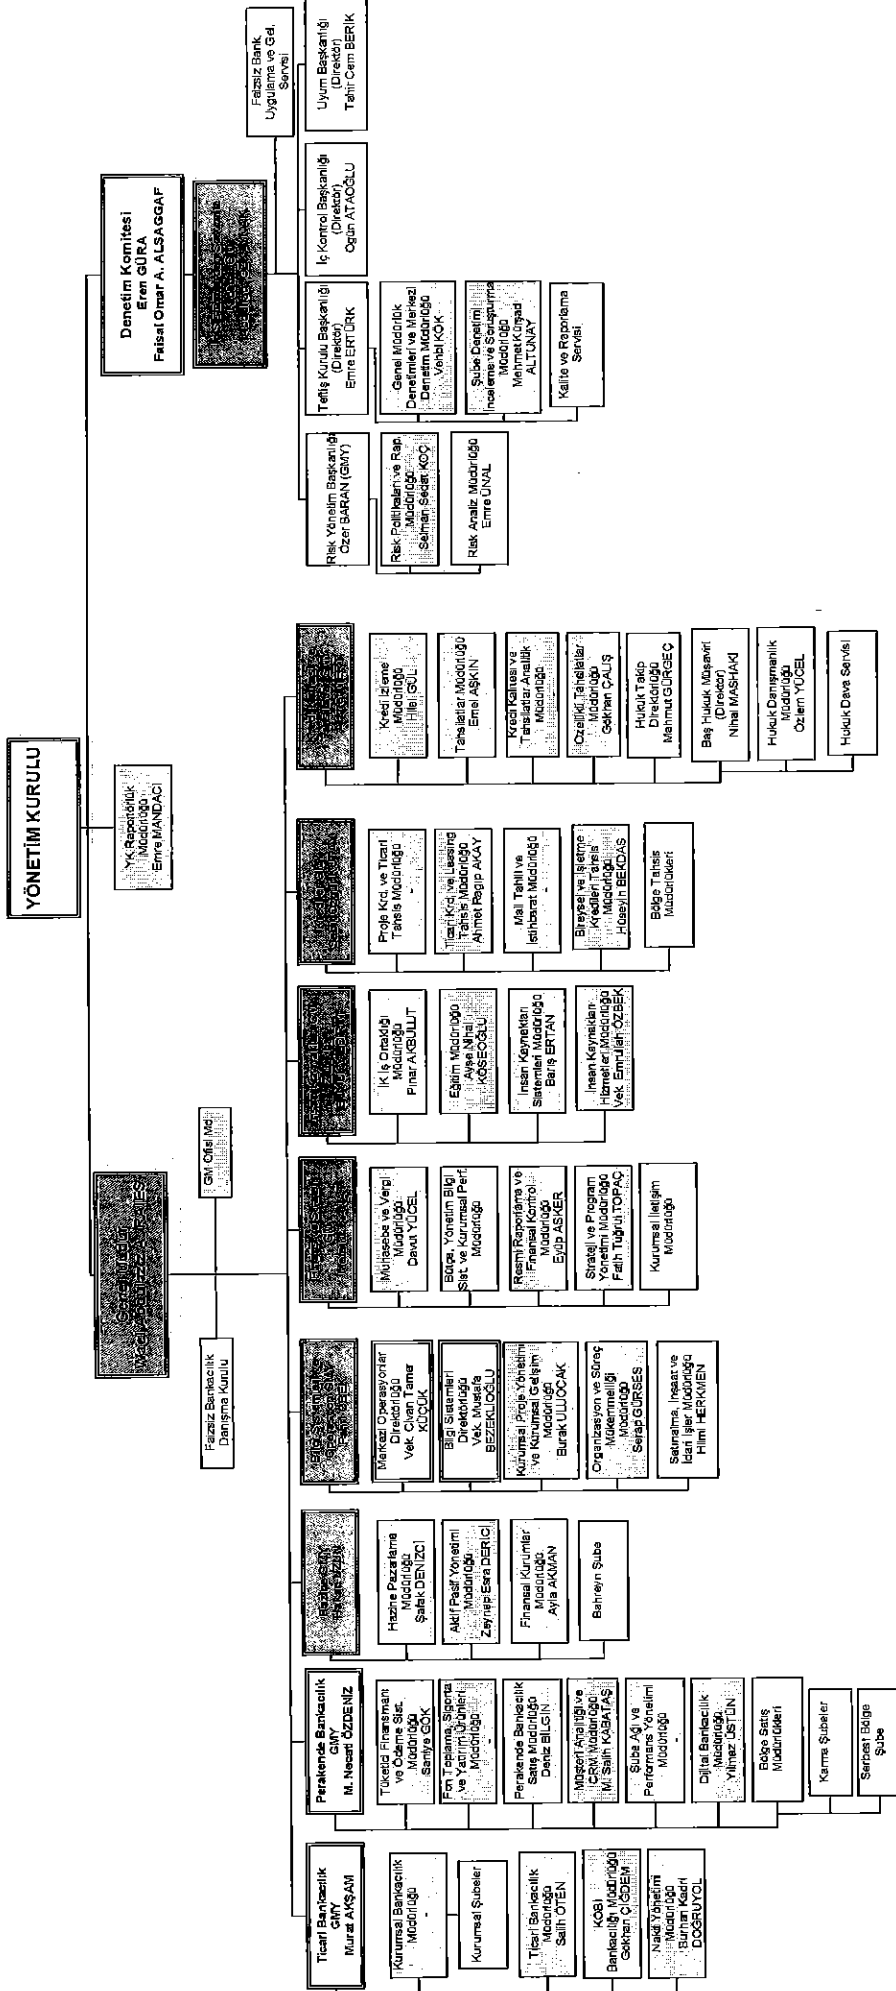 YÖNETİM KURULU
YK Raportörlük
Müdürlüğü
Emre MANDACI
Denetim Komitesi
Eren GÜRA
Faisal Omar A. ALSAGGAF
Faizsiz Bank.
Uygulama ve Gel.
Servisi
Genel Müdür
GM Ofisi Md.
Faizsiz Bankacılık
Danışma Kurulu
Ticari Bankacılık
GMY
Murat AKŞAM
Kurumsal Bankacılık
Müdürlüğü
-
Kurumsal Şubeler
Ticari Bankacılık
Müdürlüğü
Salih ÖTEN
KOBİ
Bankacılığı Müdürlüğü
Gökhan ÇİĞDEM
Nakit Yönetimi
Müdürlüğü
Burhan Kadri
DOĞRUYOL
Perakende Bankacılık
GMY
M. Necati ÖZDENİZ
Tüketici Finansmanı
ve Ödeme Sist.
Müdürlüğü
Saniye GÖK
Fon Toplama, Sigorta
ve Yatırım Ürünleri
Müdürlüğü
-
Perakende Bankacılık
Satış Müdürlüğü
Deniz BİLGİN
Müşteri Analitiği ve
CRM Müdürlüğü
M. Salih KABATAŞ
Şube Ağı ve
Performans Yönetimi
Müdürlüğü
-
Dijital Bankacılık
Müdürlüğü
Yılmaz ÜSTÜN
Bölge Satış
Müdürlükleri
Karma Şubeler
Serbest Bölge
Şube
Hazine Pazarlama
Müdürlüğü
Şafak DENİZCİ
Aktif Pasif Yönetimi
Müdürlüğü
Zeynep Esra DERİCİ
Finansal Kurumlar
Müdürlüğü
Ayla AKMAN
Bahreyn Şube
Merkezi Operasyonlar
Direktörlüğü
Vek. Civan Tamer
KÜÇÜK
Bilgi Sistemleri
Direktörlüğü
Vek. Mustafa
BEZEKLİOĞLU
Kurumsal Proje Yönetimi
ve Kurumsal Gelişim
Müdürlüğü
Burak ULUOCAK
Organizasyon ve Süreç
Mükemmelliği
Müdürlüğü
Serap GÜRSES
Satınalma, İnşaat ve
İdari İşler Müdürlüğü
Hilmi HERKMEN
Muhasebe ve Vergi
Müdürlüğü
Davut YÜCEL
Bütçe, Yönetim Bilgi
Sist. ve Kurumsal Perf.
Müdürlüğü
-
Resmi Raporlama ve
Finansal Kontrol
Müdürlüğü
Eyüp ASKER
Strateji ve Program
Yönetimi Müdürlüğü
Fatih Tuğrul TOPAÇ
Kurumsal İletişim
Müdürlüğü
İK İş Ortaklığı
Müdürlüğü
Pınar AKBULUT
Eğitim Müdürlüğü
Ayşe Nihal
KÖSEOĞLU
İnsan Kaynakları
Sistemleri Müdürlüğü
Barış ERTAN
İnsan Kaynakları
Hizmetleri Müdürlüğü
Vek. Emrullah ÖZBEK
Proje Krd. ve Ticari
Tahsis Müdürlüğü
-
Ticari Krd. ve Leasing
Tahsis Müdürlüğü
Ahmet Ragıp AKAY
Mali Tahlil ve
İstihbarat Müdürlüğü
-
Bireysel ve İşletme
Kredileri Tahsis
Müdürlüğü
Hüseyin BEKDAŞ
Bölge Tahsis
Müdürlükleri
Kredi İzleme
Müdürlüğü
Hilal GÜL
Tahsilatlar Müdürlüğü
Emel AŞKIN
Kredi Kalitesi ve
Tahsilatlar Analitik
Müdürlüğü
-
Özellikli Tahsilatlar
Müdürlüğü
Gökhan ÇALIŞ
Hukuk Takip
Direktörlüğü
Mahmut GÜRGEÇ
Baş Hukuk Müşaviri
(Direktör)
Nihal MASHAKİ
Hukuk Danışmanlık
Müdürlüğü
Özlem YÜCEL
Hukuk Dava Servisi
Risk Yönetim Başkanlığı
Özer BARAN (GMY)
Risk Politikaları ve Rap.
Müdürlüğü
Selman Sedat KOÇ
Risk Analiz Müdürlüğü
Emre ÜNAL
Teftiş Kurulu Başkanlığı
(Direktör)
Emre ERTÜRK
Genel Müdürlük
Denetimleri ve Merkezi
Denetim Müdürlüğü
Vehbi KÖK
Şube Denetim
İnceleme ve Soruşturma
Müdürlüğü
Mehmet Kürşad
ALTUNAY
Kalite ve Raporlama
Servisi
İç Kontrol Başkanlığı
(Direktör)
Ogün ATAOĞLU
Uyum Başkanlığı
(Direktör)
Tahir Cem BERİK